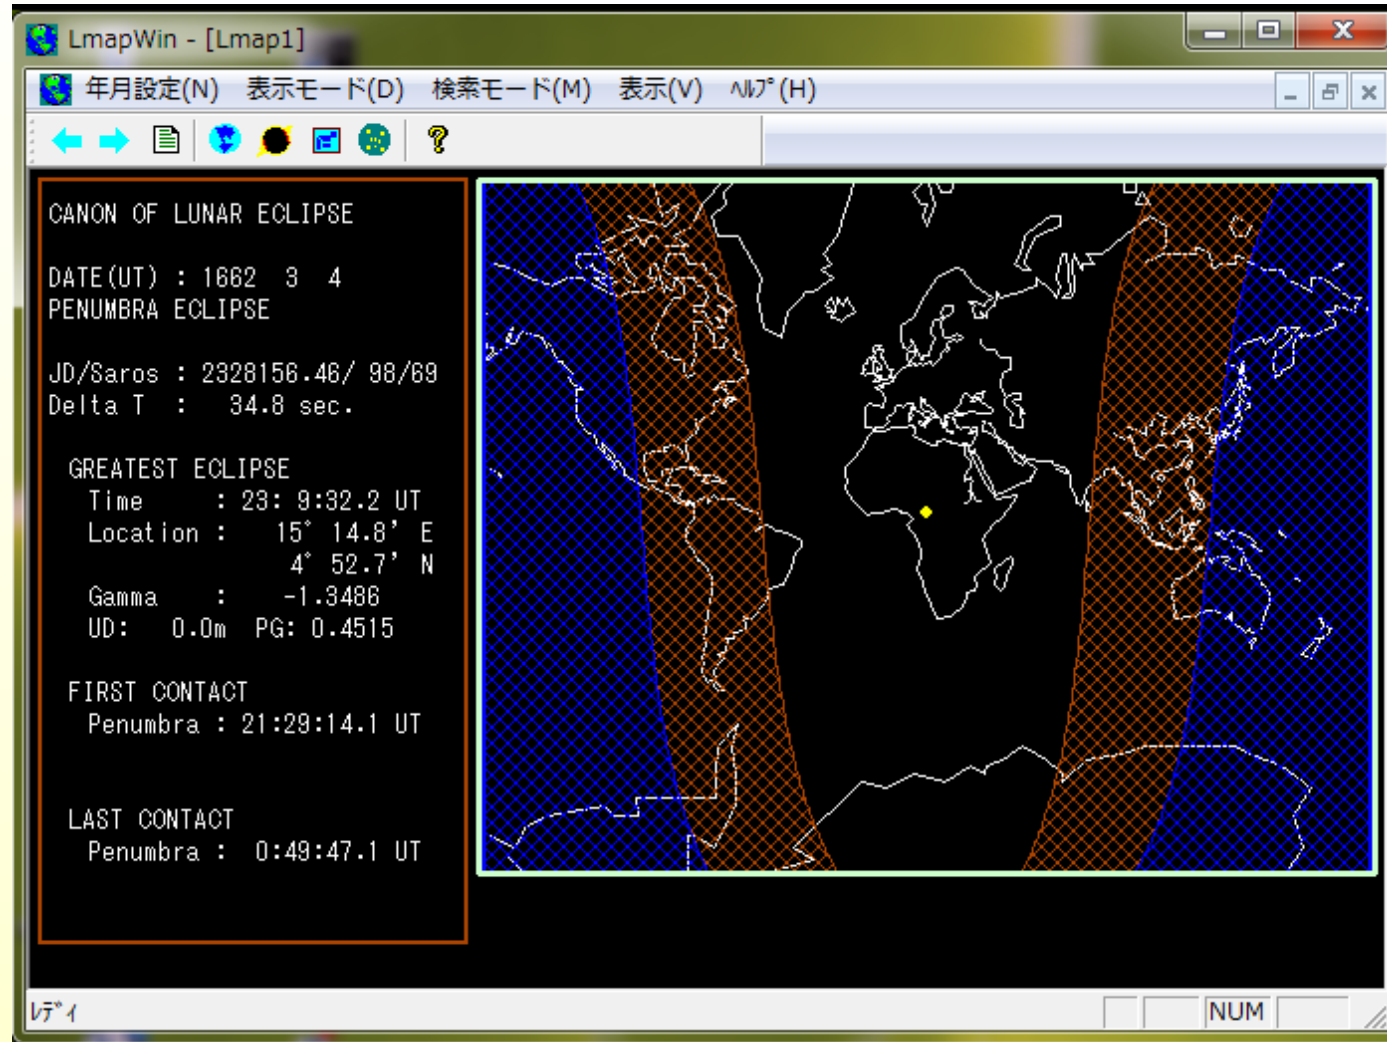 LmapWin - [Lmap1]
年月設定(N) 表示モード(D) 検索モード(M) 表示(V) ﾍﾙﾌﾟ(H)
CANON OF LUNAR ECLIPSE
DATE(UT) : 1662 3 4
PENUMBRA ECLIPSE
JD/Saros : 2328156.46/ 98/69
Delta T : 34.8 sec.
GREATEST ECLIPSE
Time : 23: 9:32.2 UT
Location : 15° 14.8' E
4° 52.7' N
Gamma : -1.3486
UD: 0.0m PG: 0.4515
FIRST CONTACT
Penumbra : 21:29:14.1 UT
LAST CONTACT
Penumbra : 0:49:47.1 UT
ﾚﾃﾞｨ NUM